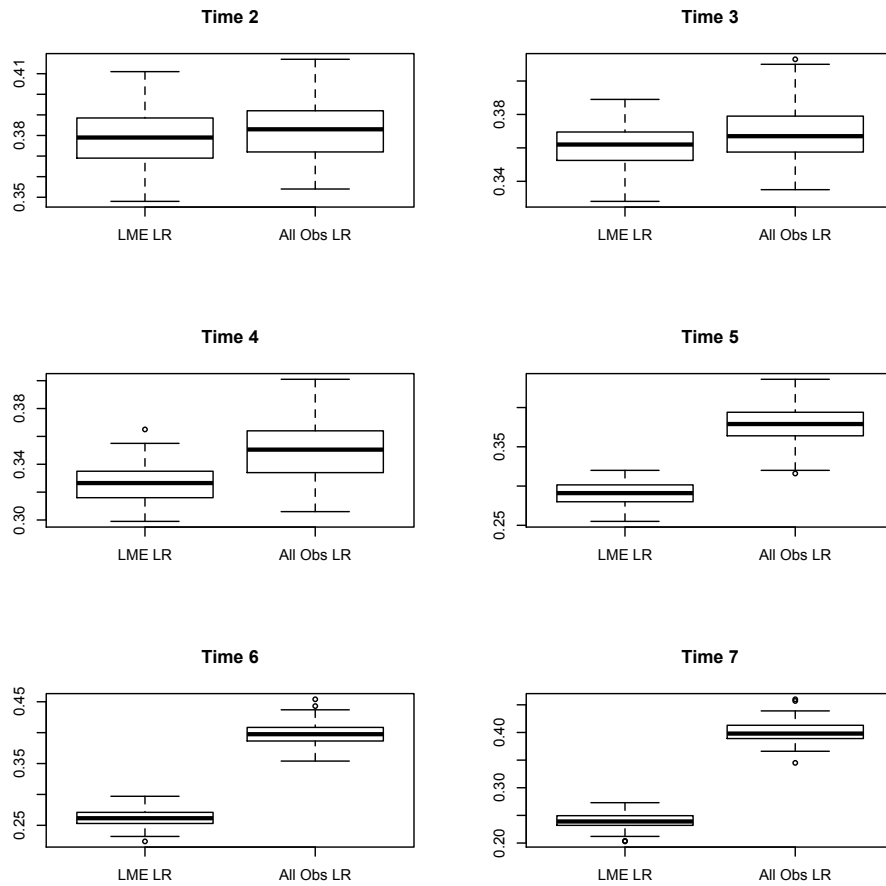 Time 2
0.41
0.38
0.35
LME LR
All Obs LR
Time 3
0.38
0.34
LME LR
All Obs LR
Time 4
0.38
0.34
0.30
LME LR
All Obs LR
Time 5
0.35
0.25
LME LR
All Obs LR
Time 6
0.45
0.35
0.25
LME LR
All Obs LR
Time 7
0.40
0.30
0.20
LME LR
All Obs LR